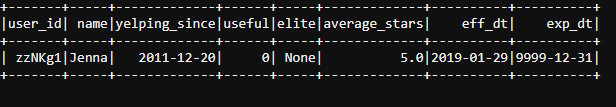 +-------+-----+-------------+------+-----+-------------+----------+----------+
|user_id| name|yelping_since|useful|elite|average_stars| eff_dt| exp_dt|
+-------+-----+-------------+------+-----+-------------+----------+----------+
| zzNKg1|Jenna| 2011-12-20| 0| None| 5.0|2019-01-29|9999-12-31|
+-------+-----+-------------+------+-----+-------------+----------+----------+